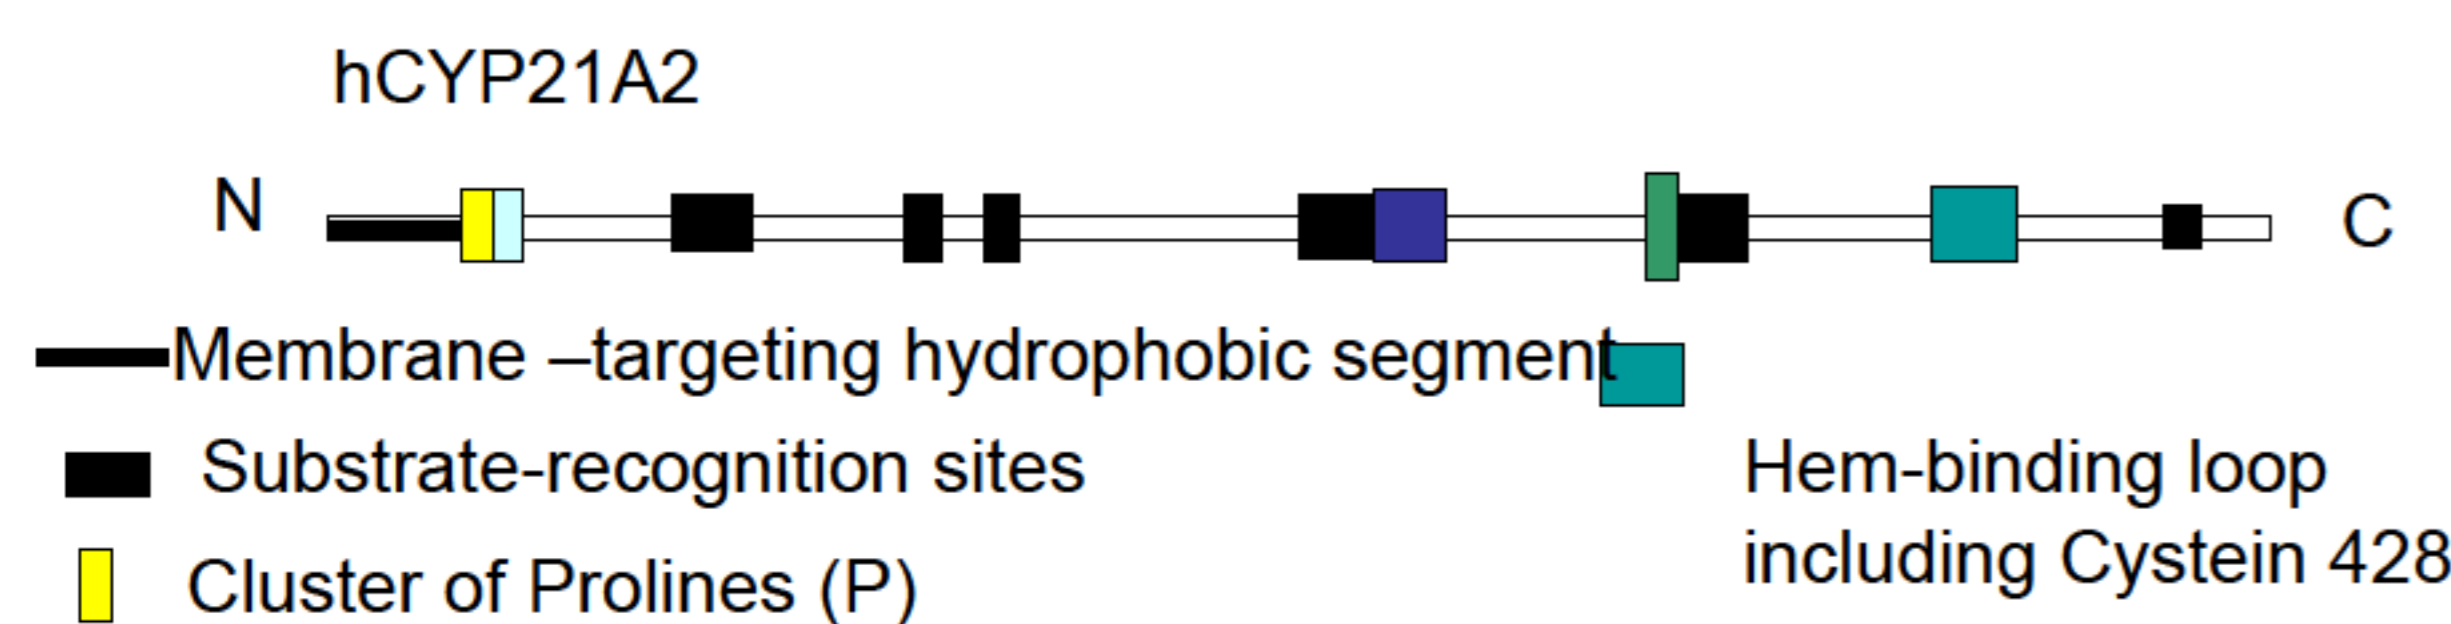 hCYP21A2
N
C
Membrane –targeting hydrophobic segment
Substrate-recognition sites
Cluster of Prolines (P)
Hem-binding loop
including Cystein 428